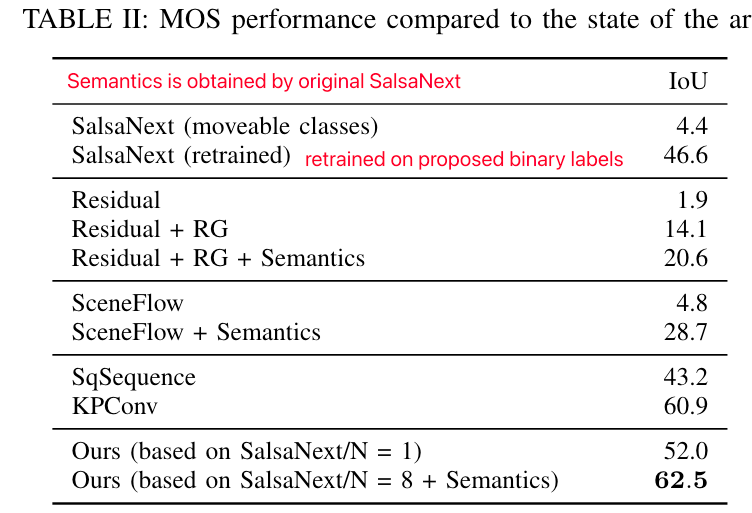 TABLE II: MOS performance compared to the state of the ar
Semantics is obtained by original SalsaNext IoU
SalsaNext (moveable classes) 4.4
SalsaNext (retrained) retrained on proposed binary labels 46.6
Residual 1.9
Residual + RG 14.1
Residual + RG + Semantics 20.6
SceneFlow 4.8
SceneFlow + Semantics 28.7
SqSequence 43.2
KPConv 60.9
Ours (based on SalsaNext/N = 1) 52.0
Ours (based on SalsaNext/N = 8 + Semantics) 62.5